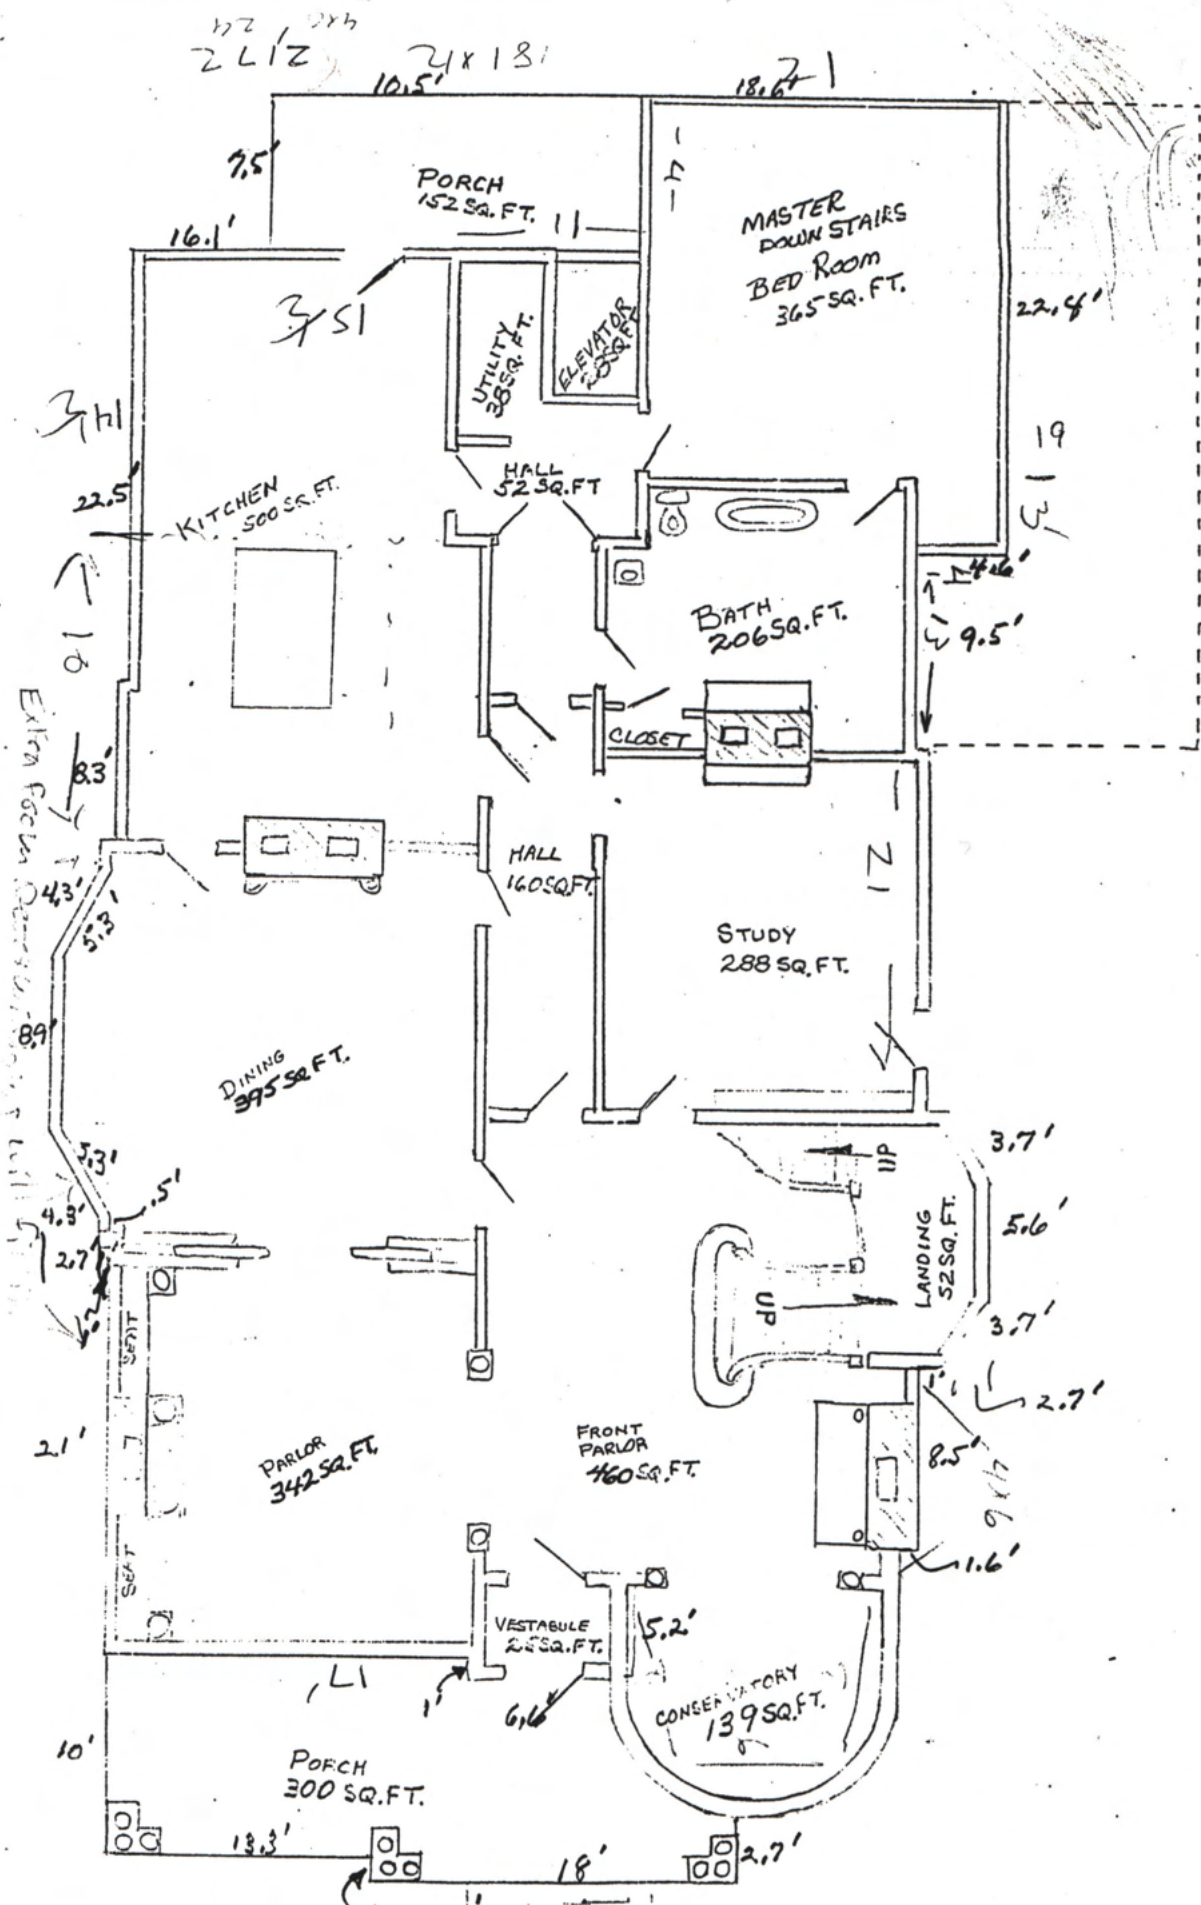 10.5'
7.5'
PORCH
152 SQ. FT.
11
16.1'
MASTER
DOWN STAIRS
BED ROOM
365 SQ. FT.
22.8'
UTILITY
38 SQ. FT.
ELEVATOR
HALL
52 SQ. FT
22.5'
KITCHEN
500 SQ. FT.
19
4.6'
9.5'
BATH
206 SQ. FT.
CLOSET
8.3'
HALL
160 SQ. FT.
4.3'
5.3'
STUDY
288 SQ. FT.
8.9'
DINING
395 SQ FT.
5.3'
4.3'
.5'
2.7'
UP
3.7'
LANDING
52 SQ. FT.
5.6'
UP
3.7'
SEAT
1'
2.7'
21'
PARLOR
342 SQ. FT.
FRONT
PARLOR
460 SQ. FT.
8.5'
SEAT
1.6'
VESTABULE
5.2'
1'
6.6'
CONSERVATORY
139 SQ. FT.
10'
PORCH
300 SQ. FT.
13.3'
18'
2.7'